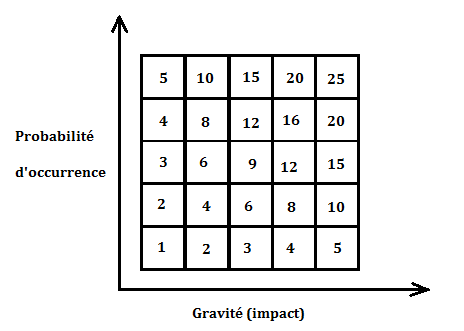 5 10 15 20 25
4 8 12 16 20
Probabilité
3 6 9 12 15
d'occurrence
2 4 6 8 10
1 2 3 4 5
Gravité (impact)